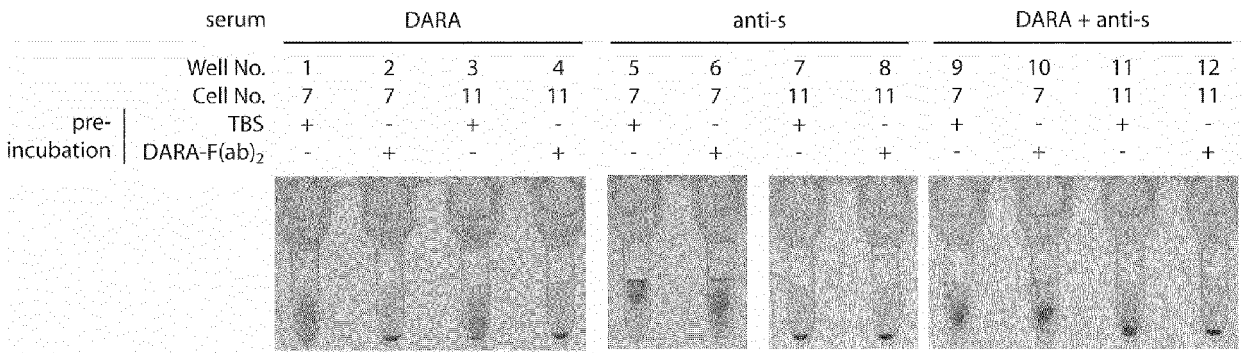 serum DARA anti-s DARA + anti-s
Well No. 1 2 3 4 5 6 7 8 9 10 11 12
Cell No. 7 7 11 11 7 7 11 11 7 7 11 11
pre- TBS + - + - + - + - + - + -
incubation DARA-F(ab)₂ - + - + - + - + - + - +